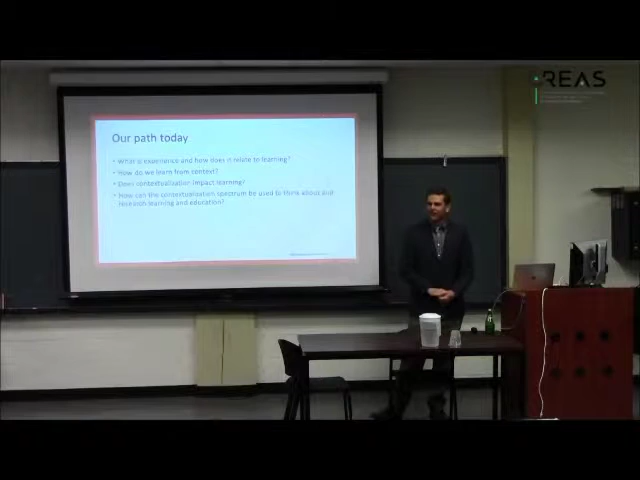 REAS
Our path today
• What is experience and how does it relate to learning?
• How do we learn from context?
• Does contextualization impact learning?
• How can the contextualization spectrum be used to think about and
research learning and education?